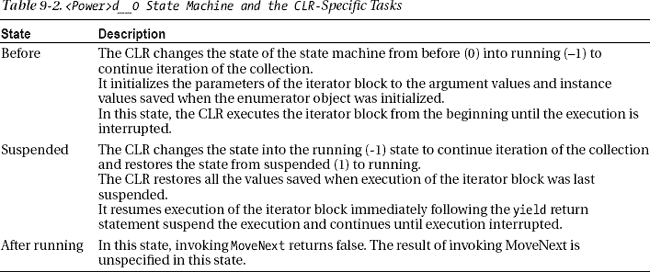 Table 9-2. <Power>d__0 State Machine and the CLR-Specific Tasks
State Description
Before The CLR changes the state of the state machine from before (0) into running (–1) to
continue iteration of the collection.
It initializes the parameters of the iterator block to the argument values and instance
values saved when the enumerator object was initialized.
In this state, the CLR executes the iterator block from the beginning until the execution is
interrupted.
Suspended The CLR changes the state into the running (-1) state to continue iteration of the collection
and restores the state from suspended (1) to running.
The CLR restores all the values saved when execution of the iterator block was last
suspended.
It resumes execution of the iterator block immediately following the yield return
statement suspend the execution and continues until execution interrupted.
After running In this state, invoking MoveNext returns false. The result of invoking MoveNext is
unspecified in this state.